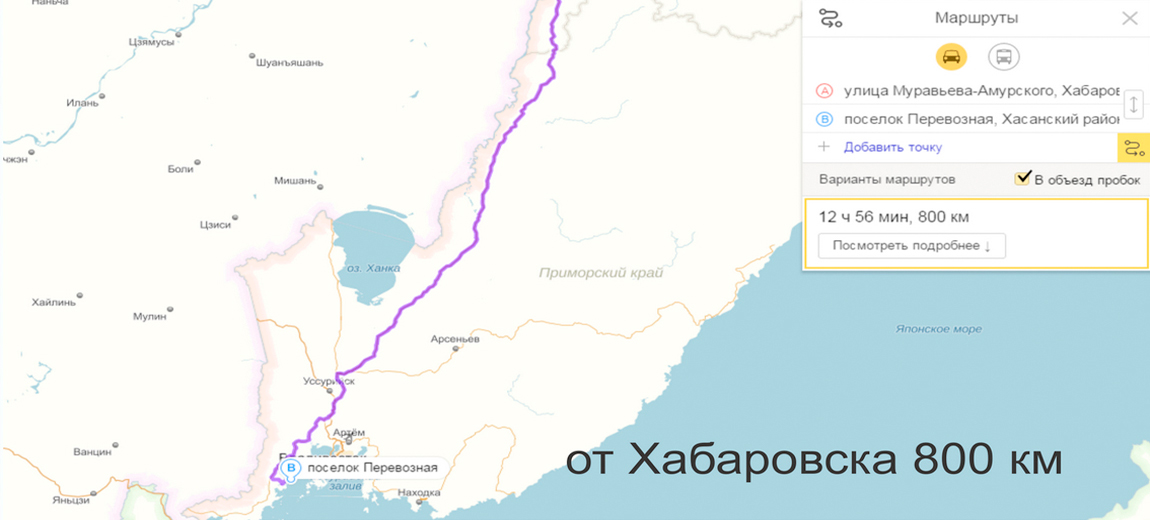 Наньча
Цзямусы
Шуанъяшань
Илань
Боли
Мишань
Цзиси
оз. Ханка
Приморский край
Хайлинь
Мулин
Арсеньев
Японское море
Уссурийск
Артём
Ванцин
В поселок Перевозная
залив
Находка
Яньцзи
от Хабаровска 800 км
Маршруты
А улица Муравьева-Амурского, Хабаров
В поселок Перевозная, Хасанский район
+ Добавить точку
Варианты маршрутов В объезд пробок
12 ч 56 мин, 800 км
Посмотреть подробнее ↓